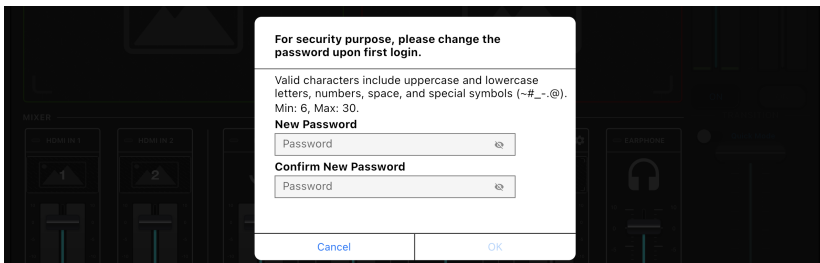 For security purpose, please change the
password upon first login.
Valid characters include uppercase and lowercase
letters, numbers, space, and special symbols (~#_-.@).
Min: 6, Max: 30.
New Password
Password
Confirm New Password
Password
Cancel
OK
MIXER
HDMI IN 1
HDMI IN 2
EARPHONE
1
2